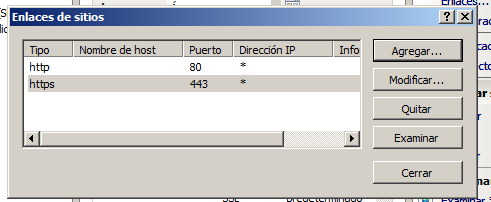 Enlaces...
Enlaces de sitios
Tipo Nombre de host Puerto Dirección IP Info
http 80 *
https 443 *
Agregar...
Modificar...
Quitar
Examinar
Cerrar